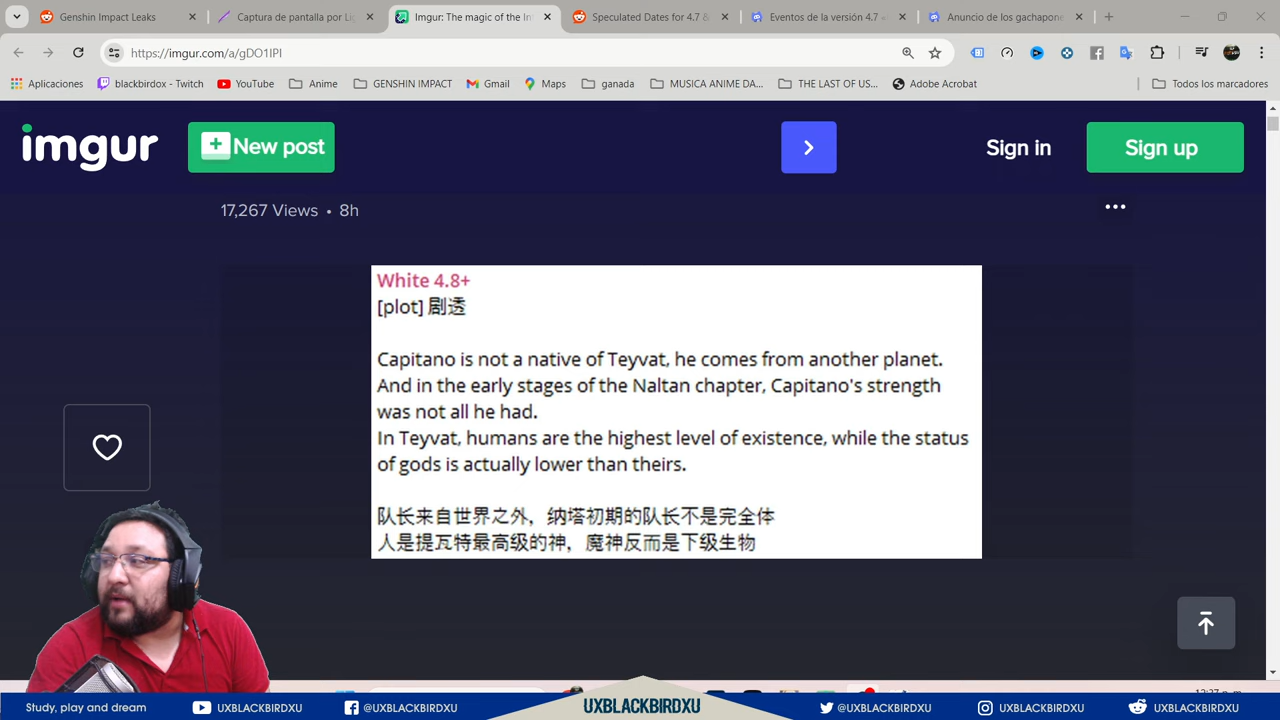 Genshin Impact Leaks
Captura de pantalla por Lig
Imgur: The magic of the In
Speculated Dates for 4.7 &
Eventos de la versión 4.7 «
Anuncio de los gachapone
https://imgur.com/a/gDO1IPI
Aplicaciones
blackbirdox - Twitch
YouTube
Anime
GENSHIN IMPACT
Gmail
Maps
ganada
MUSICA ANIME DA...
THE LAST OF US...
Adobe Acrobat
Todos los marcadores
imgur
New post
Sign in
Sign up
17,267 Views • 8h
White 4.8+
[plot] 剧透
Capitano is not a native of Teyvat, he comes from another planet.
And in the early stages of the Naltan chapter, Capitano's strength
was not all he had.
In Teyvat, humans are the highest level of existence, while the status
of gods is actually lower than theirs.
队长来自世界之外，纳塔初期的队长不是完全体
人是提瓦特最高级的神，魔神反而是下级生物
Study, play and dream
UXBLACKBIRDXU
@UXBLACKBIRDXU
UXBLACKBIRDXU
@UXBLACKBIRDXU
UXBLACKBIRDXU
UXBLACKBIRDXU